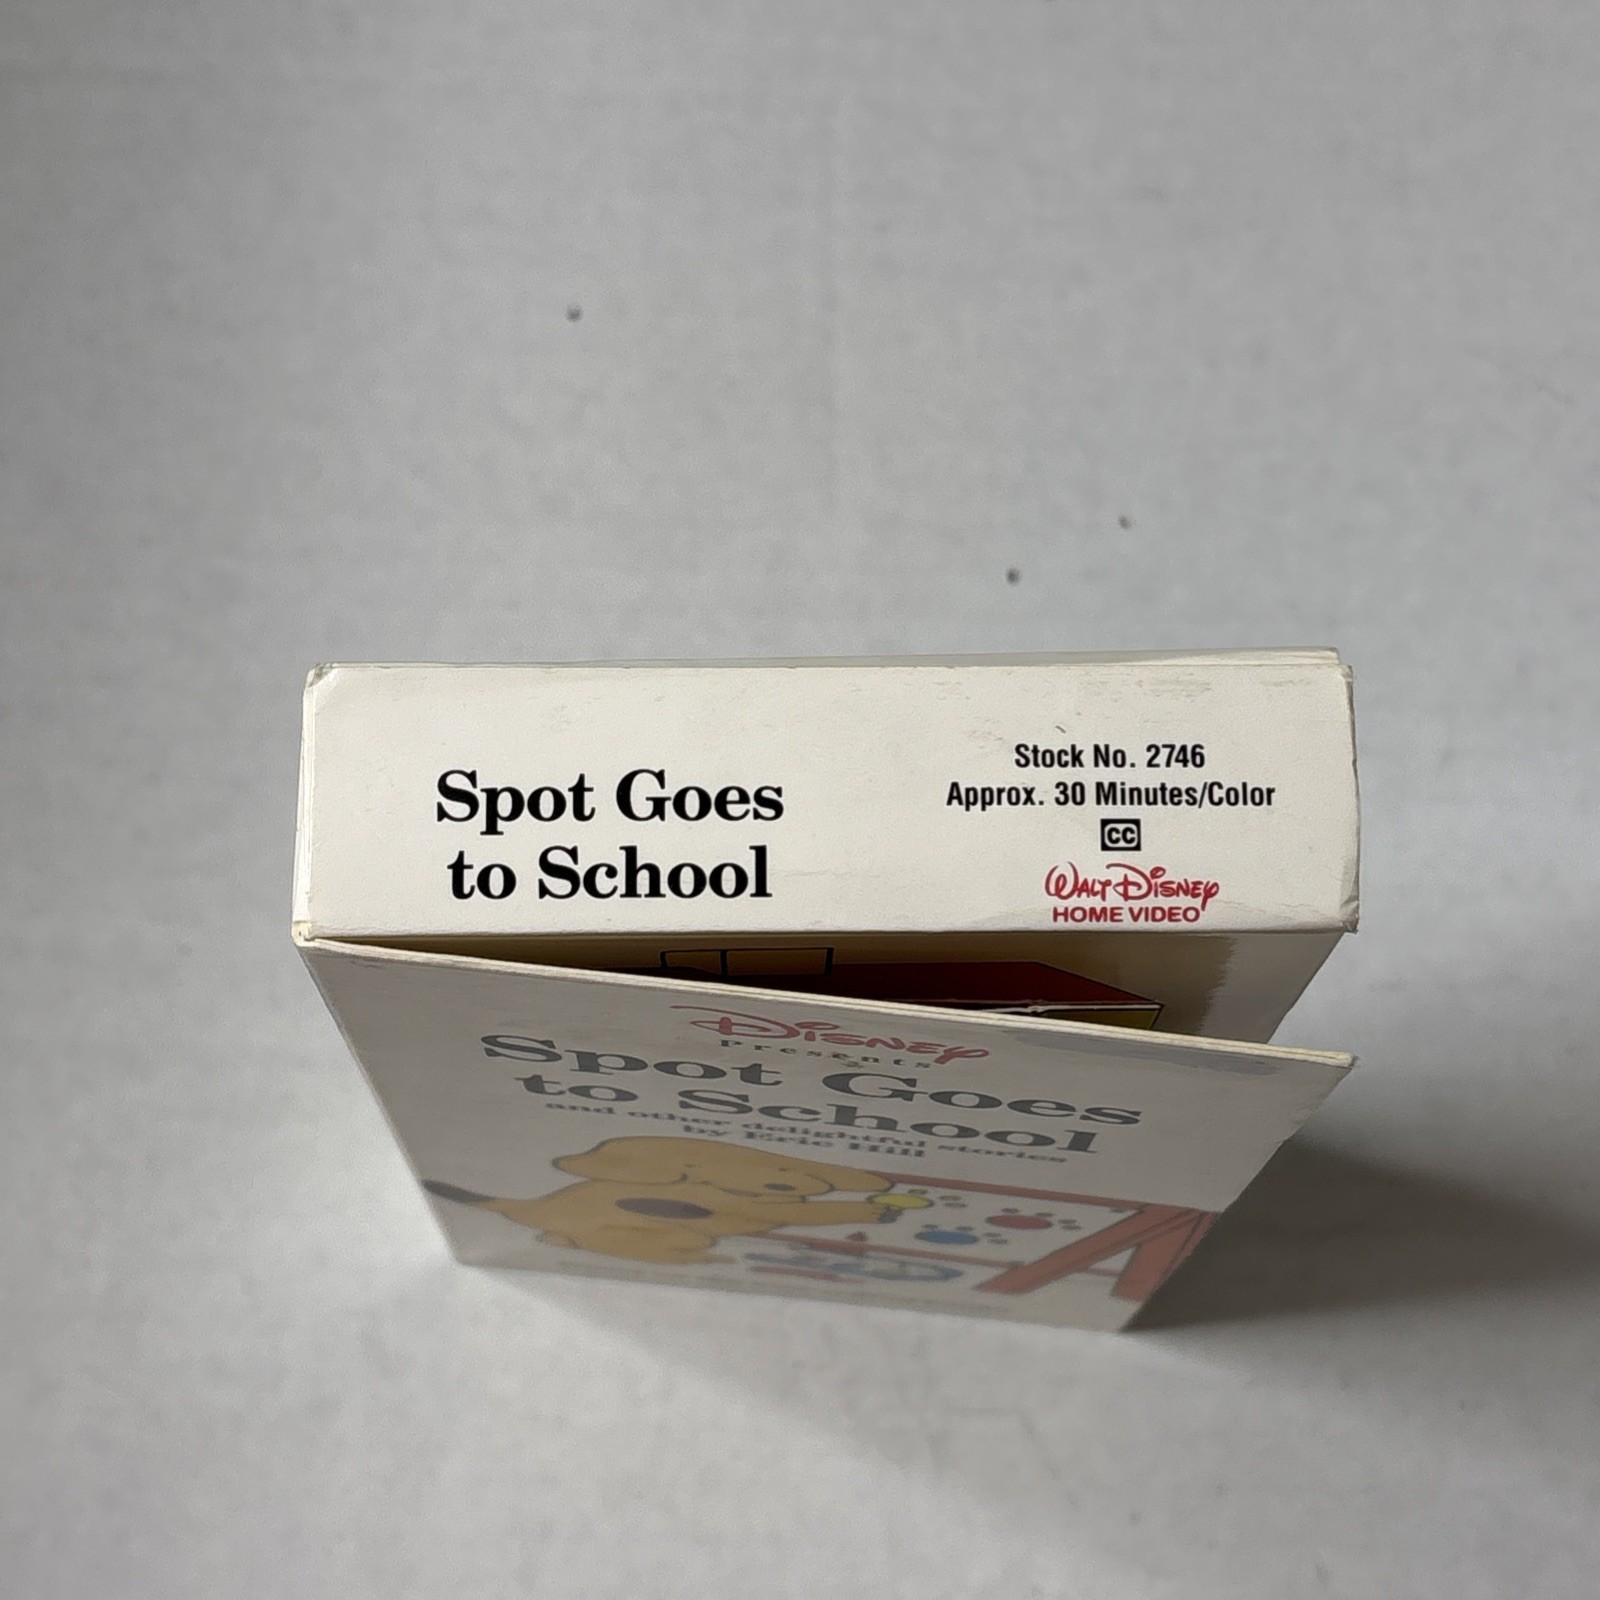 Spot Goes
to School
Stock No. 2746
Approx. 30 Minutes/Color
CC
WALT DISNEY
HOME VIDEO
DISNEY
Presents
Spot Goes
to School
and other delightful stories
by Eric Hill